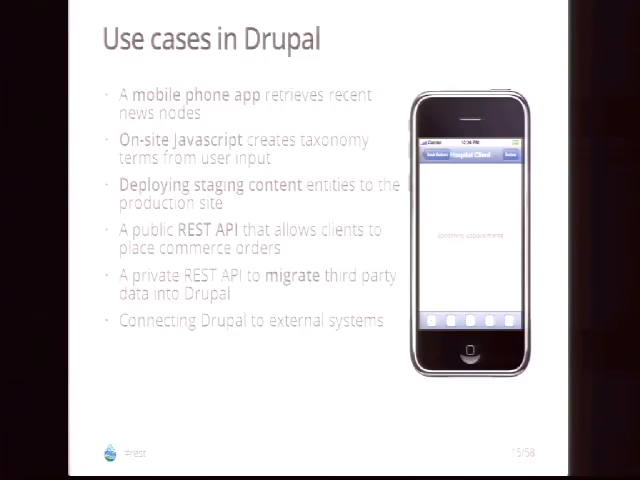 Use cases in Drupal
· A mobile phone app retrieves recent
news nodes
· On-site Javascript creates taxonomy
terms from user input
· Deploying staging content entities to the
production site
· A public REST API that allows clients to
place commerce orders
· A private REST API to migrate third party
data into Drupal
· Connecting Drupal to external systems
Hospital Client
#rest
15/58